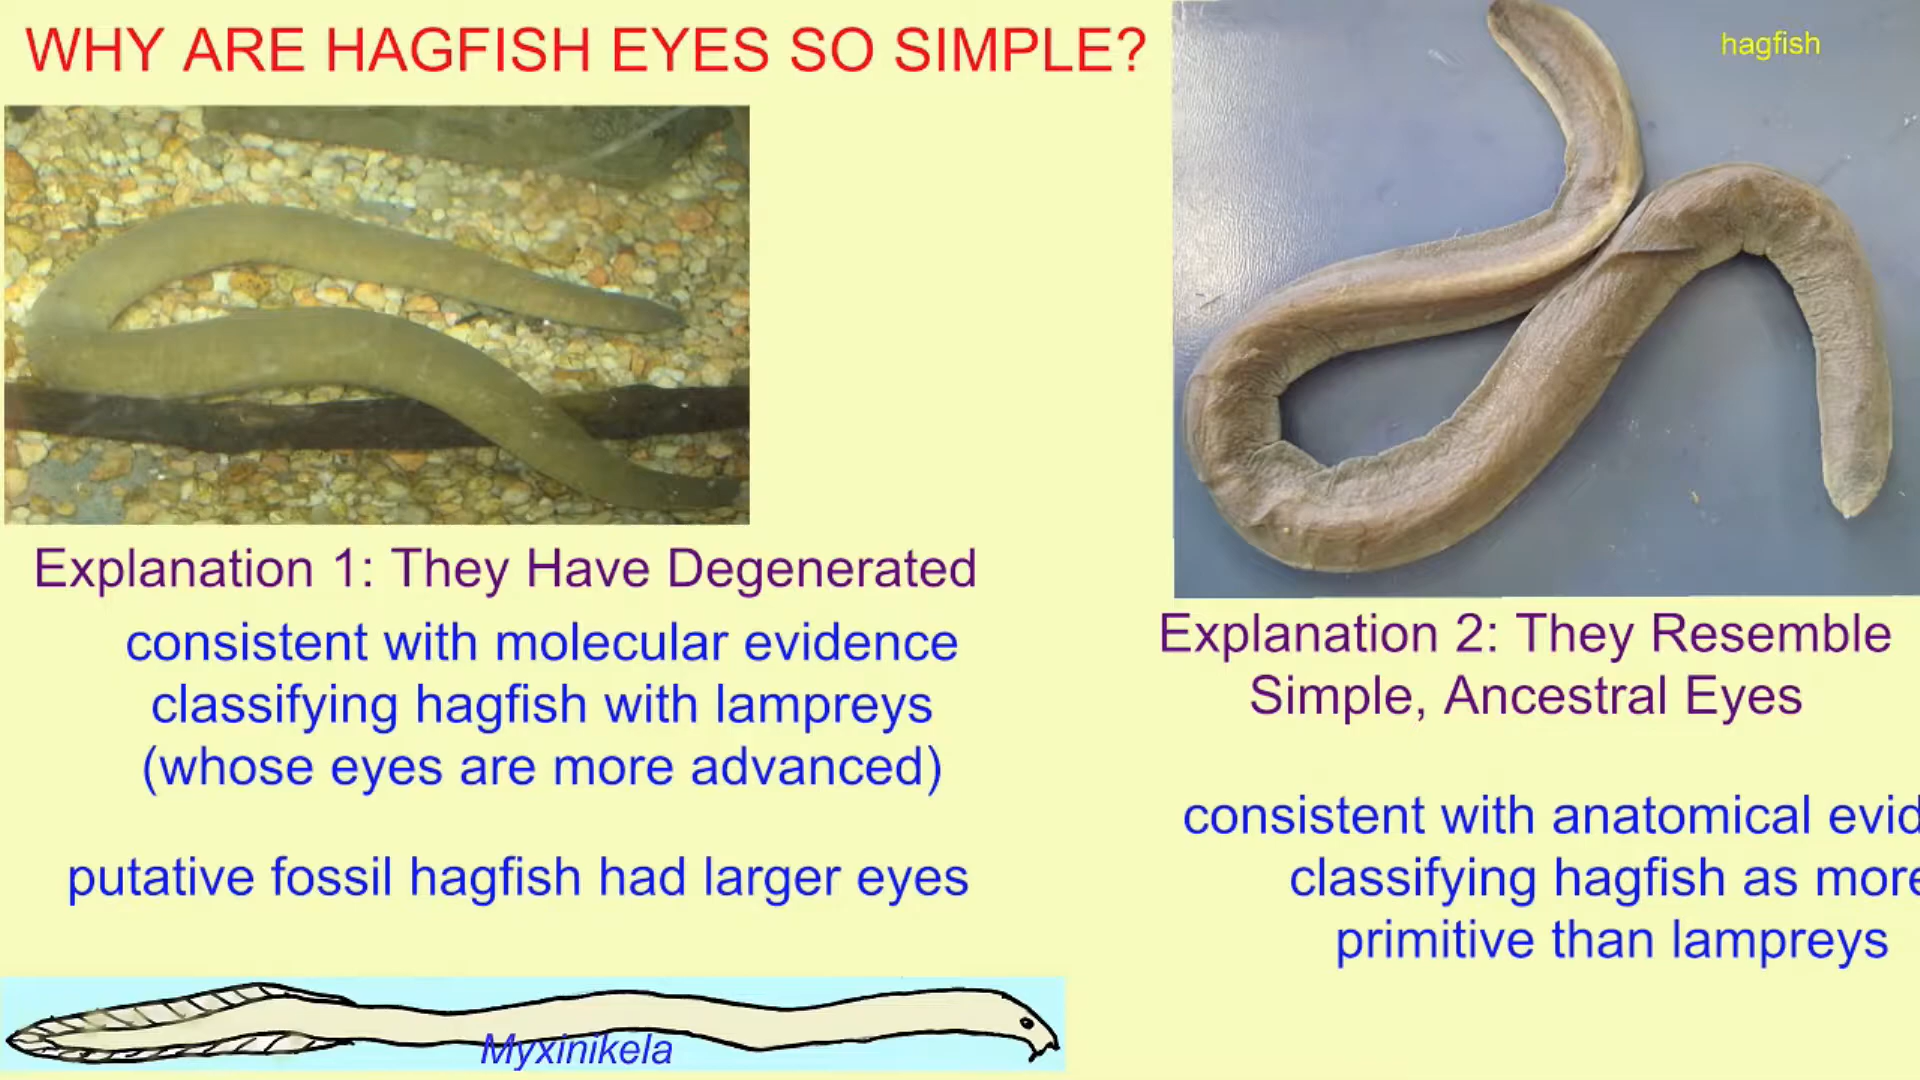 WHY ARE HAGFISH EYES SO SIMPLE?
hagfish
Explanation 1: They Have Degenerated
consistent with molecular evidence
classifying hagfish with lampreys
(whose eyes are more advanced)
putative fossil hagfish had larger eyes
Myxinikela
Explanation 2: They Resemble
Simple, Ancestral Eyes
consistent with anatomical evid
classifying hagfish as more
primitive than lampreys